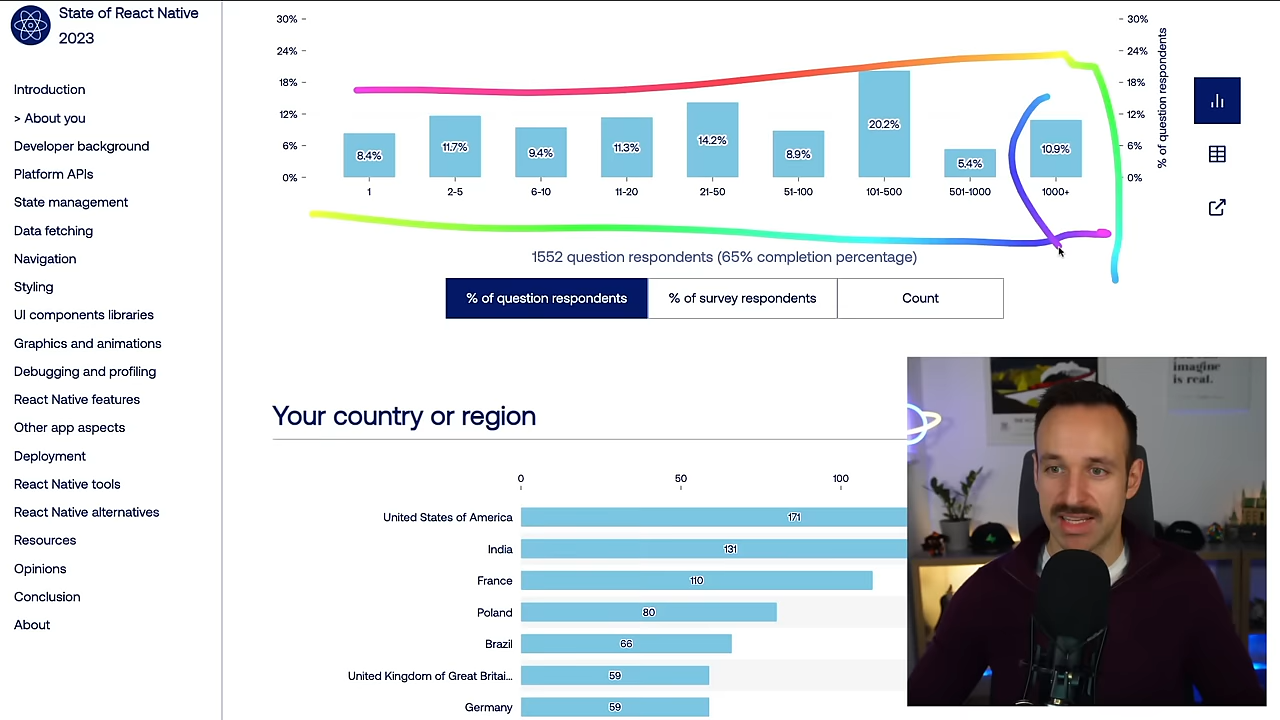 State of React Native
2023
Introduction
> About you
Developer background
Platform APIs
State management
Data fetching
Navigation
Styling
UI components libraries
Graphics and animations
Debugging and profiling
React Native features
Other app aspects
Deployment
React Native tools
React Native alternatives
Resources
Opinions
Conclusion
About
30%
24%
18%
12%
6%
0%
8.4%
11.7%
9.4%
11.3%
14.2%
8.9%
20.2%
5.4%
10.9%
1
2-5
6-10
11-20
21-50
51-100
101-500
501-1000
1000+
30%
24%
18%
12%
6%
0%
% of question respondents
1552 question respondents (65% completion percentage)
% of question respondents
% of survey respondents
Count
Your country or region
0
50
100
United States of America 171
India 131
France 110
Poland 80
Brazil 66
United Kingdom of Great Britai... 59
Germany 59
imagine
is real.